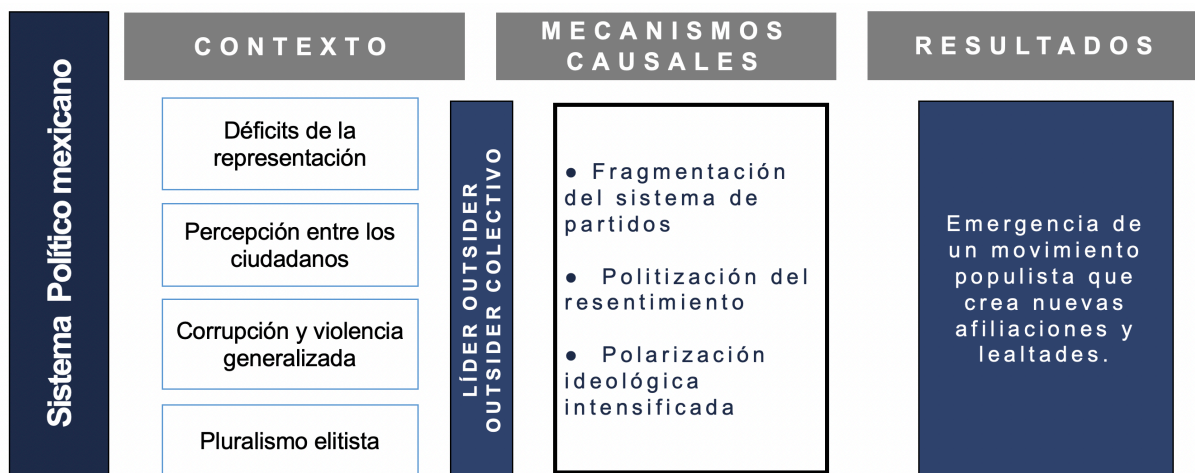 Sistema Político mexicano
CONTEXTO
Déficits de la
representación
Percepción entre los
ciudadanos
Corrupción y violencia
generalizada
Pluralismo elitista
LÍDER OUTSIDER
OUTSIDER COLECTIVO
MECANISMOS
CAUSALES
● Fragmentación
del sistema de
partidos
● Politización del
resentimiento
● Polarización
ideológica
intensificada
RESULTADOS
Emergencia de
un movimiento
populista que
crea nuevas
afiliaciones y
lealtades.